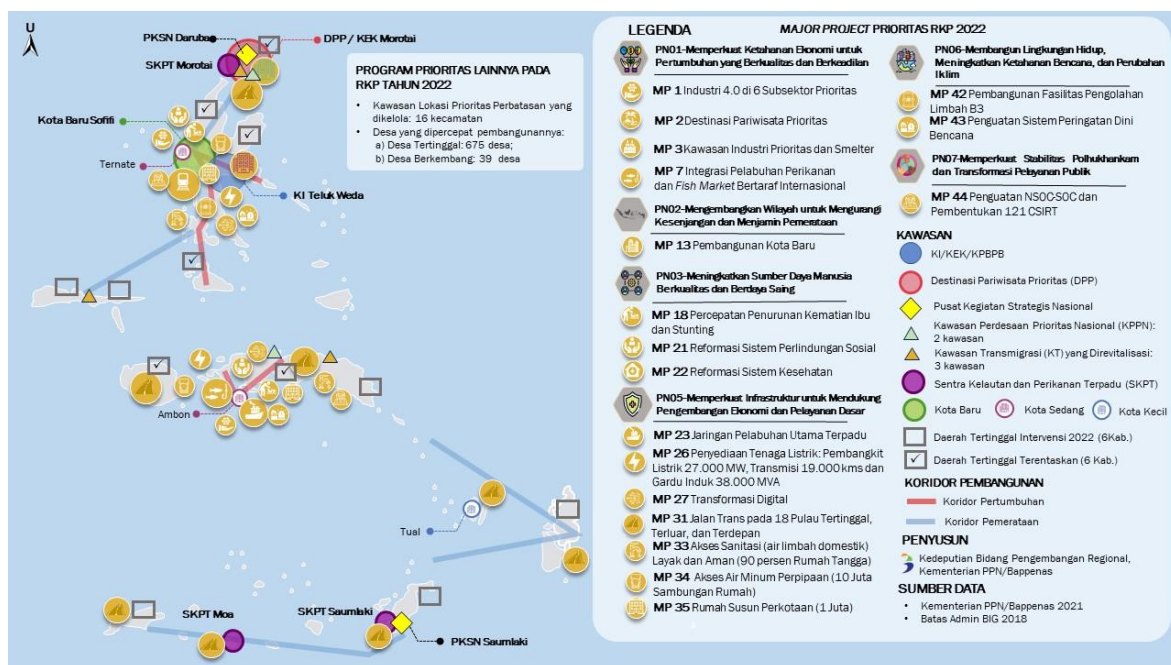 U
PKSN Daruba
DPP / KEK Morotai
SKPT Morotai
PROGRAM PRIORITAS LAINNYA PADA
RKP TAHUN 2022
• Kawasan Lokasi Prioritas Perbatasan yang
dikelola: 16 kecamatan
• Desa yang dipercepat pembangunannya:
a) Desa Tertinggal: 675 desa;
b) Desa Berkembang: 39 desa
Kota Baru Sofifi
Ternate
KI Teluk Weda
Ambon
Tual
SKPT Moa
SKPT Saumlaki
PKSN Saumlaki
LEGENDA
MAJOR PROJECT PRIORITAS RKP 2022
PN01-Memperkuat Ketahanan Ekonomi untuk
Pertumbuhan yang Berkualitas dan Berkeadilan
MP 1 Industri 4.0 di 6 Subsektor Prioritas
MP 2 Destinasi Pariwisata Prioritas
MP 3 Kawasan Industri Prioritas dan Smelter
MP 7 Integrasi Pelabuhan Perikanan
dan Fish Market Bertaraf Internasional
PN02-Mengembangkan Wilayah untuk Mengurangi
Kesenjangan dan Menjamin Pemerataan
MP 13 Pembangunan Kota Baru
PN03-Meningkatkan Sumber Daya Manusia
Berkualitas dan Berdaya Saing
MP 18 Percepatan Penurunan Kematian Ibu
dan Stunting
MP 21 Reformasi Sistem Perlindungan Sosial
MP 22 Reformasi Sistem Kesehatan
PN05-Memperkuat Infrastruktur untuk Mendukung
Pengembangan Ekonomi dan Pelayanan Dasar
MP 23 Jaringan Pelabuhan Utama Terpadu
MP 26 Penyediaan Tenaga Listrik: Pembangkit
Listrik 27.000 MW, Transmisi 19.000 kms dan
Gardu Induk 38.000 MVA
MP 27 Transformasi Digital
MP 31 Jalan Trans pada 18 Pulau Tertinggal,
Terluar, dan Terdepan
MP 33 Akses Sanitasi (air limbah domestik)
Layak dan Aman (90 persen Rumah Tangga)
MP 34 Akses Air Minum Perpipaan (10 Juta
Sambungan Rumah)
MP 35 Rumah Susun Perkotaan (1 Juta)
PN06-Membangun Lingkungan Hidup,
Meningkatkan Ketahanan Bencana, dan Perubahan
Iklim
MP 42 Pembangunan Fasilitas Pengolahan
Limbah B3
MP 43 Penguatan Sistem Peringatan Dini
Bencana
PN07-Memperkuat Stabilitas Polhukhankam
dan Transformasi Pelayanan Publik
MP 44 Penguatan NSOC-SOC dan
Pembentukan 121 CSIRT
KAWASAN
KI/KEK/KPBPB
Destinasi Pariwisata Prioritas (DPP)
Pusat Kegiatan Strategis Nasional
Kawasan Perdesaan Prioritas Nasional (KPPN):
2 kawasan
Kawasan Transmigrasi (KT) yang Direvitalisasi:
3 kawasan
Sentra Kelautan dan Perikanan Terpadu (SKPT)
Kota Baru Kota Sedang Kota Kecil
Daerah Tertinggal Intervensi 2022 (6Kab.)
Daerah Tertinggal Terentaskan (6 Kab.)
KORIDOR PEMBANGUNAN
Koridor Pertumbuhan
Koridor Pemerataan
PENYUSUN
Kedeputian Bidang Pengembangan Regional,
Kementerian PPN/Bappenas
SUMBER DATA
• Kementerian PPN/Bappenas 2021
• Batas Admin BIG 2018